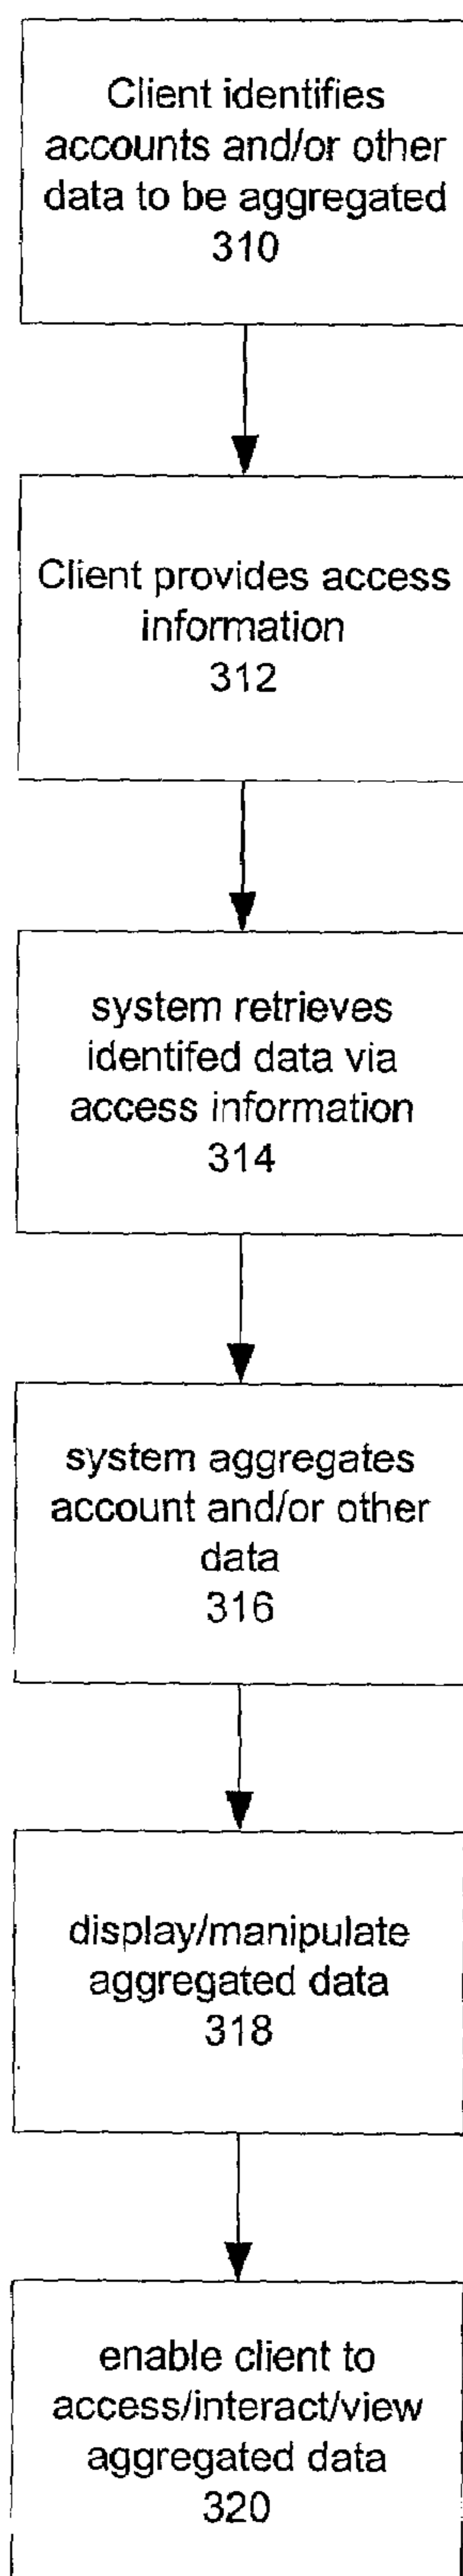 Client identifies
accounts and/or other
data to be aggregated
310
Client provides access
information
312
system retrieves
identifed data via
access information
314
system aggregates
account and/or other
data
316
display/manipulate
aggregated data
318
enable client to
access/interact/view
aggregated data
320